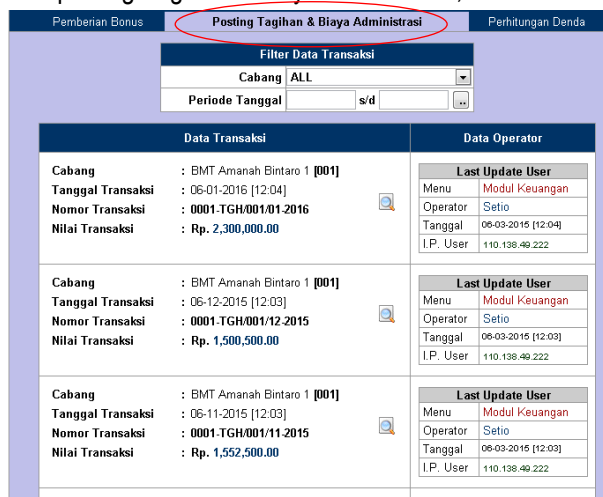 Pemberian Bonus Posting Tagihan & Biaya Administrasi Perhitungan Denda
Filter Data Transaksi
Cabang ALL
Periode Tanggal s/d ..
Data Transaksi Data Operator
Cabang : BMT Amanah Bintaro 1 [001]
Tanggal Transaksi : 06-01-2016 [12:04]
Nomor Transaksi : 0001-TGH/001/01-2016
Nilai Transaksi : Rp. 2,300,000.00
Last Update User
Menu Modul Keuangan
Operator Setio
Tanggal 06-03-2015 [12:04]
I.P. User 110.138.49.222
Cabang : BMT Amanah Bintaro 1 [001]
Tanggal Transaksi : 06-12-2015 [12:03]
Nomor Transaksi : 0001-TGH/001/12-2015
Nilai Transaksi : Rp. 1,500,500.00
Last Update User
Menu Modul Keuangan
Operator Setio
Tanggal 06-03-2015 [12:03]
I.P. User 110.138.49.222
Cabang : BMT Amanah Bintaro 1 [001]
Tanggal Transaksi : 06-11-2015 [12:03]
Nomor Transaksi : 0001-TGH/001/11-2015
Nilai Transaksi : Rp. 1,552,500.00
Last Update User
Menu Modul Keuangan
Operator Setio
Tanggal 06-03-2015 [12:03]
I.P. User 110.138.49.222